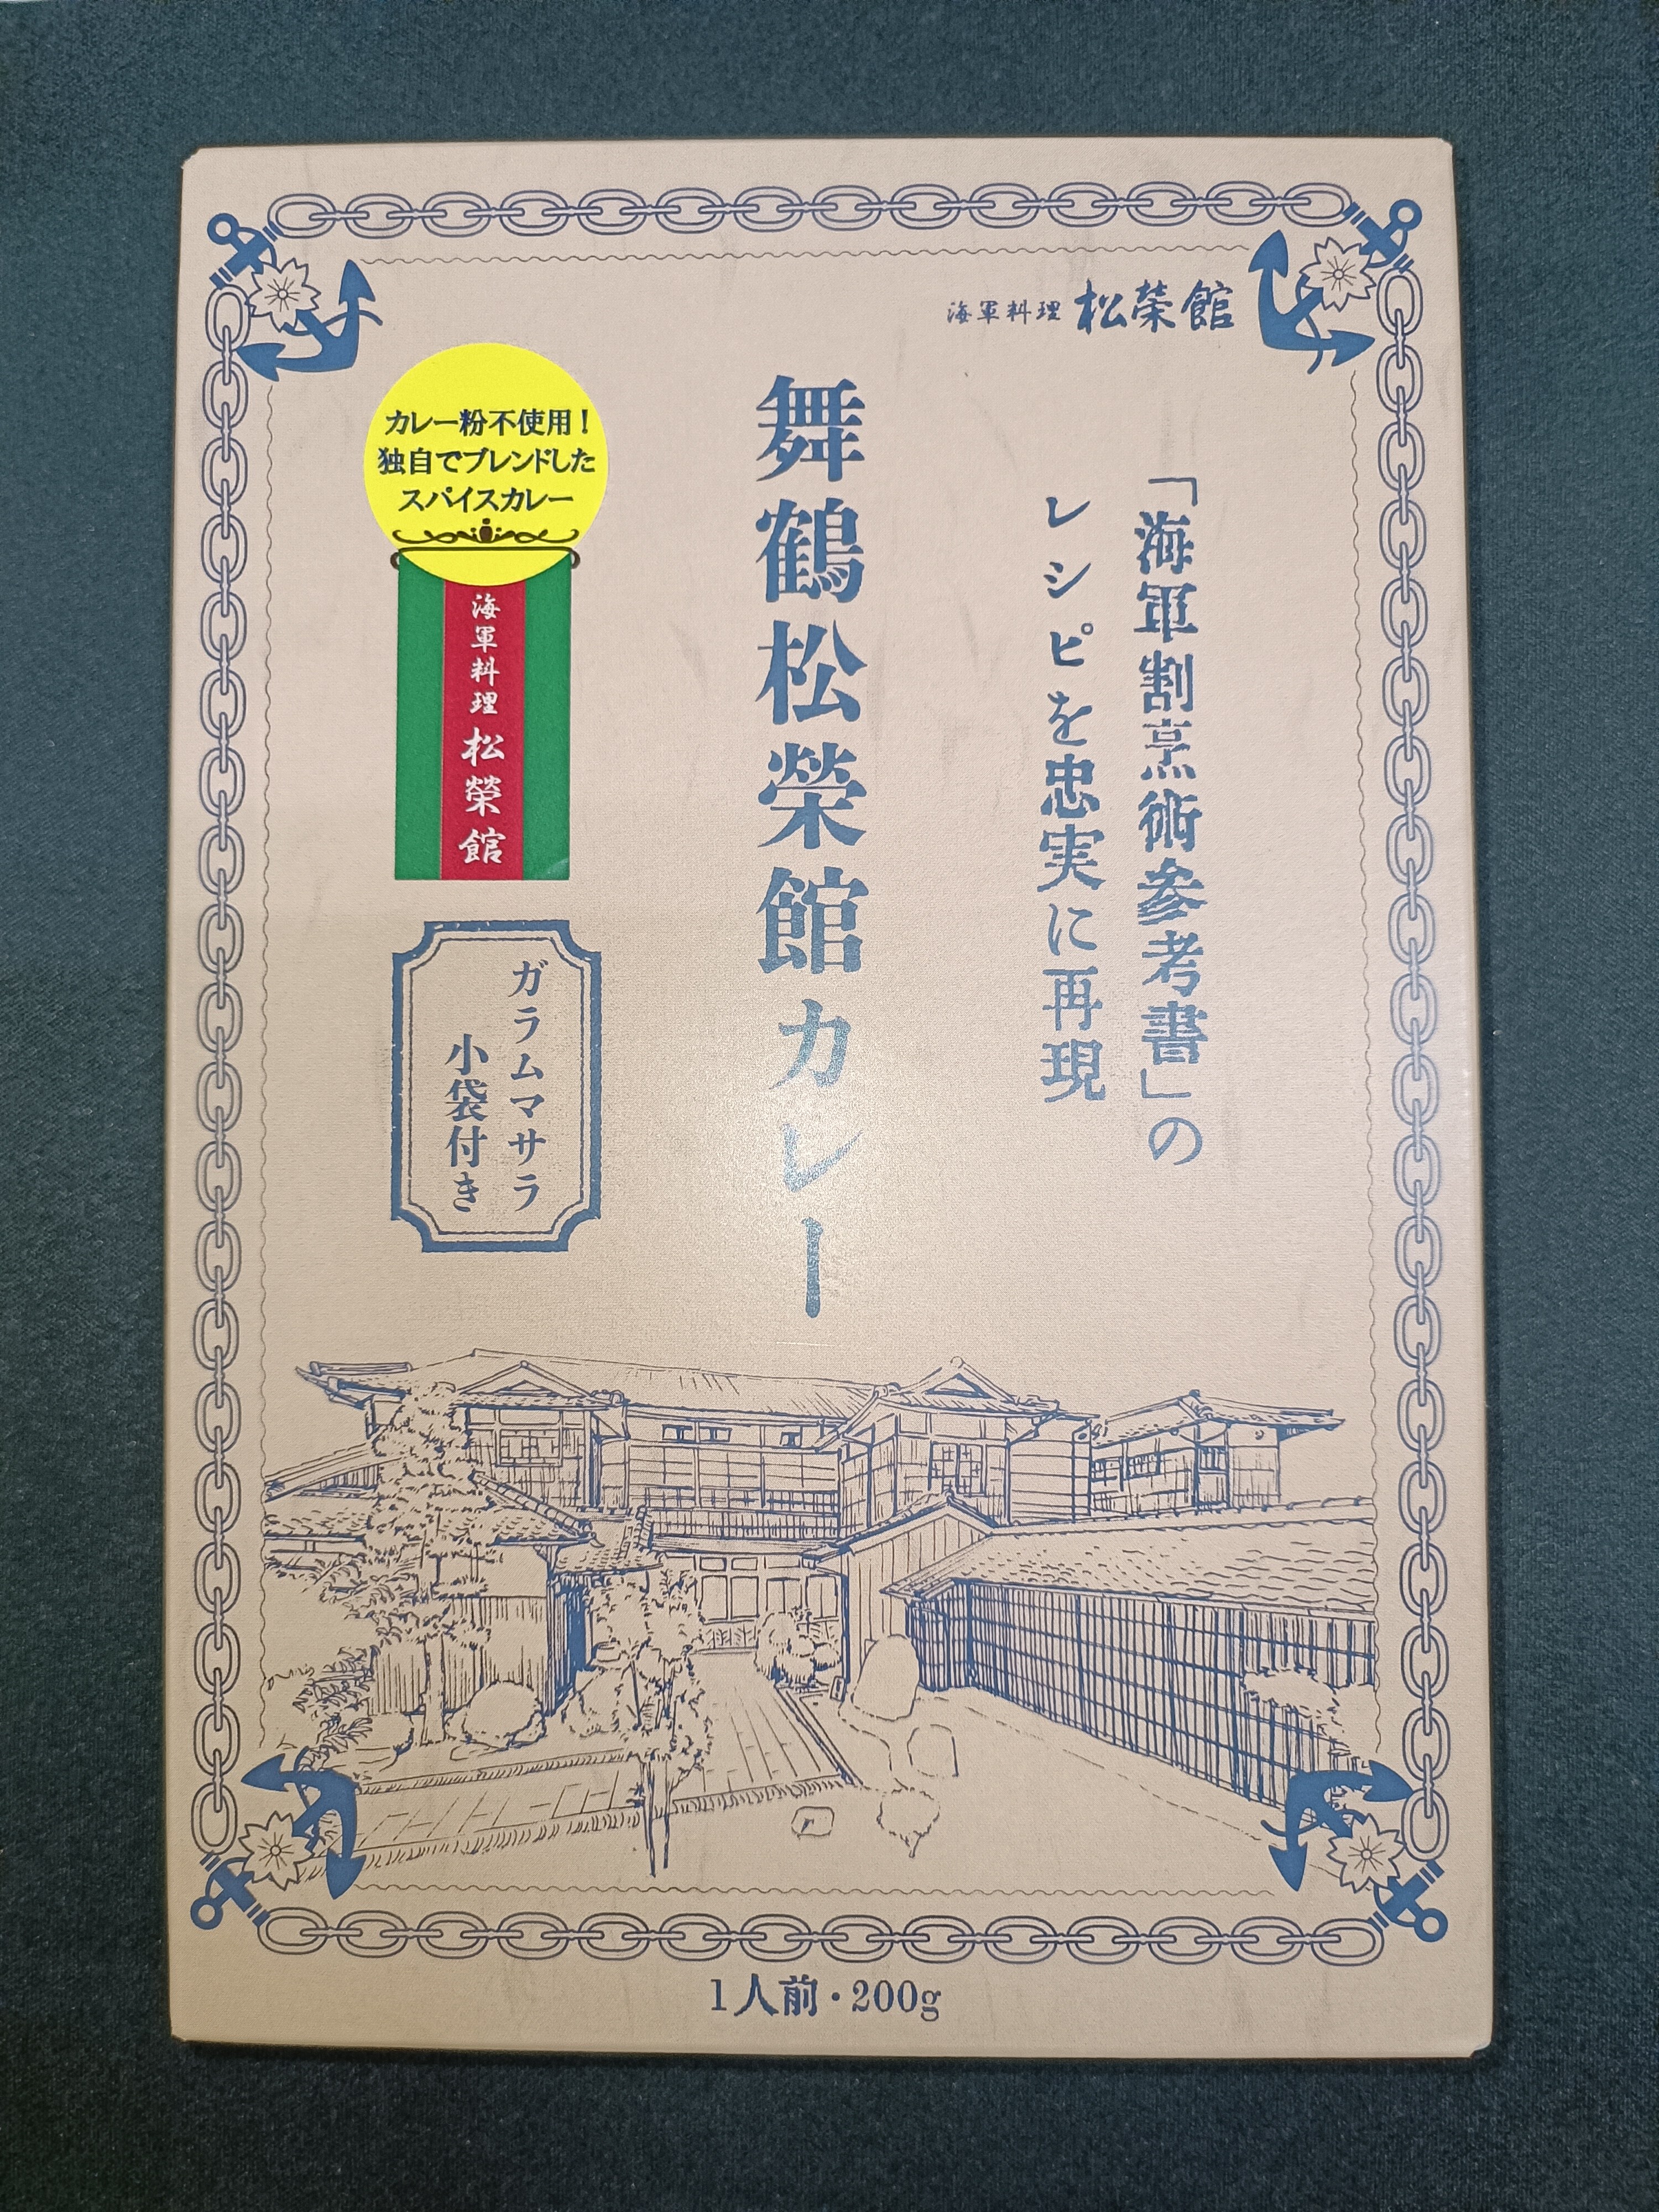 海軍料理 松榮館
「海軍割烹術参考書」の
レシピを忠実に再現
舞鶴松榮館カレー
カレー粉不使用！
独自でブレンドした
スパイスカレー
海軍料理 松榮館
ガラムマサラ
小袋付き
1人前・200g